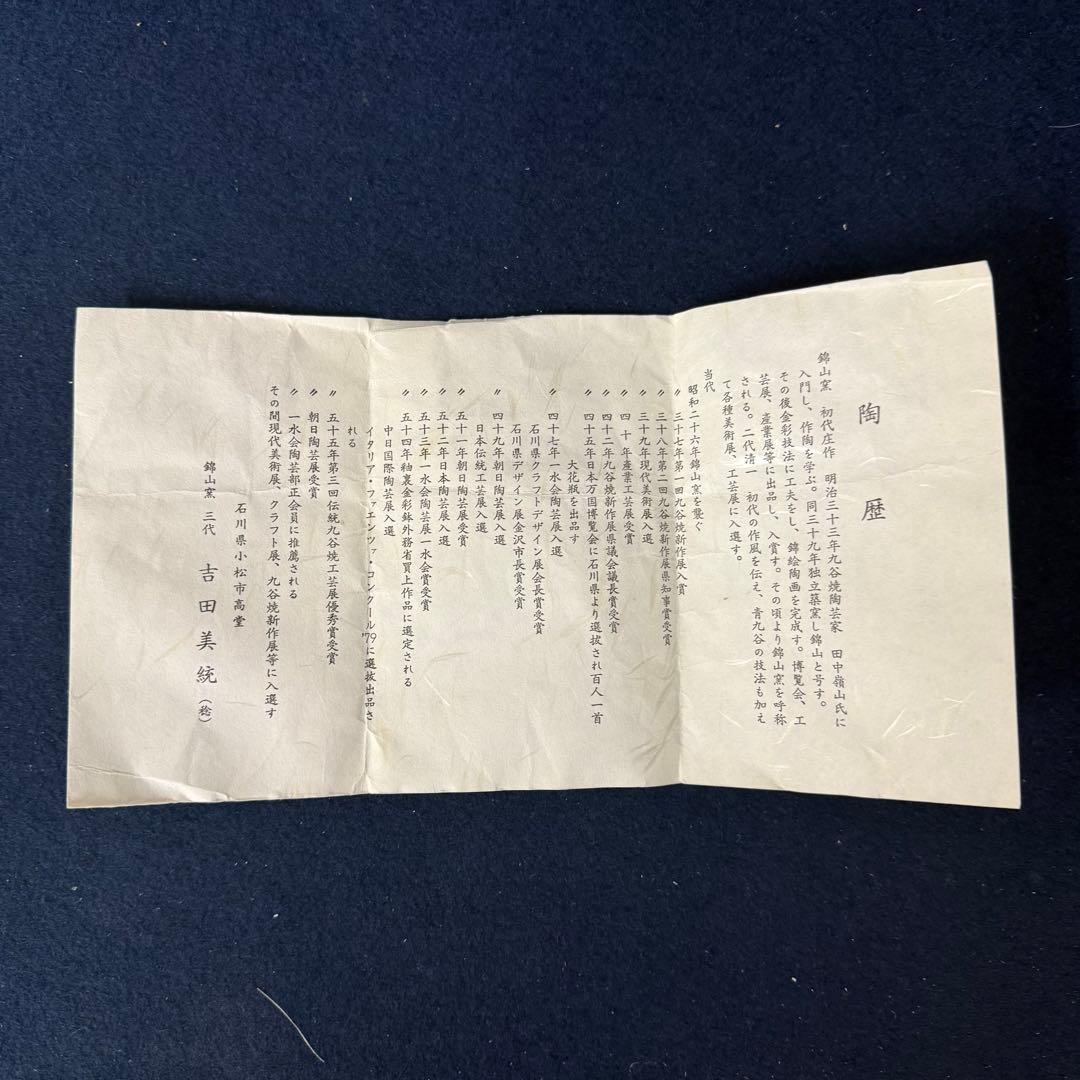 陶歴
錦山窯　初代庄作　明治三十三年九谷焼陶芸家　田中嶺山氏に
入門し、作陶を学ぶ。同三十九年独立築窯し錦山と号す。
その後金彩技法に工夫をし、錦絵陶画を完成す。博覧会、工
芸展、産業展等に出品し、入賞す。その頃より錦山窯を呼称
される。二代清一　初代の作風を伝え、青九谷の技法も加え
て各種美術展、工芸展に入選す。
当代
昭和二十六年錦山窯を襲ぐ
〃　三十七年第一回九谷焼新作展入賞
〃　三十八年第二回九谷焼新作展県知事賞受賞
〃　三十九年現代美術展入選
〃　四十年産業工芸展受賞
〃　四十二年九谷焼新作展県議会議長賞受賞
〃　四十五年日本万国博覧会に石川県より選抜され百人一首
大花瓶を出品す
〃　四十七年一水会陶芸展入選
石川県クラフトデザイン展会長賞受賞
石川県デザイン展金沢市長賞受賞
〃　四十九年朝日陶芸展入選
日本伝統工芸展入選
〃　五十一年朝日陶芸展受賞
〃　五十二年日本陶芸展入選
〃　五十三年一水会陶芸展一水会賞受賞
〃　五十四年釉裏金彩鉢外務省買上作品に選定される
中日国際陶芸展入選
イタリア・ファエンツァ・コンクール'79に選抜出品さ
れる
〃　五十五年第三回伝統九谷焼工芸展優秀賞受賞
〃　朝日陶芸展受賞
〃　一水会陶芸部正会員に推薦される
その間現代美術展、クラフト展、九谷焼新作展等に入選す
石川県小松市高堂
錦山窯　三代　吉田美統（稔）